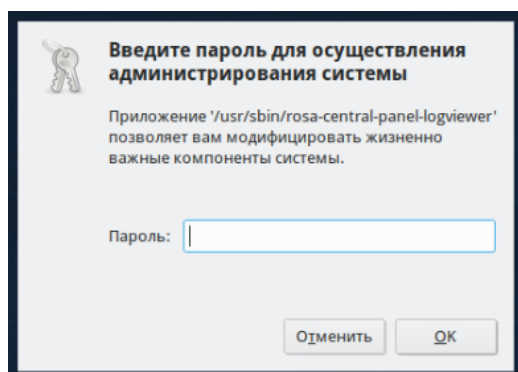 Введите пароль для осуществления
администрирования системы
Приложение '/usr/sbin/rosa-central-panel-logviewer'
позволяет вам модифицировать жизненно
важные компоненты системы.
Пароль:
Отменить
OK